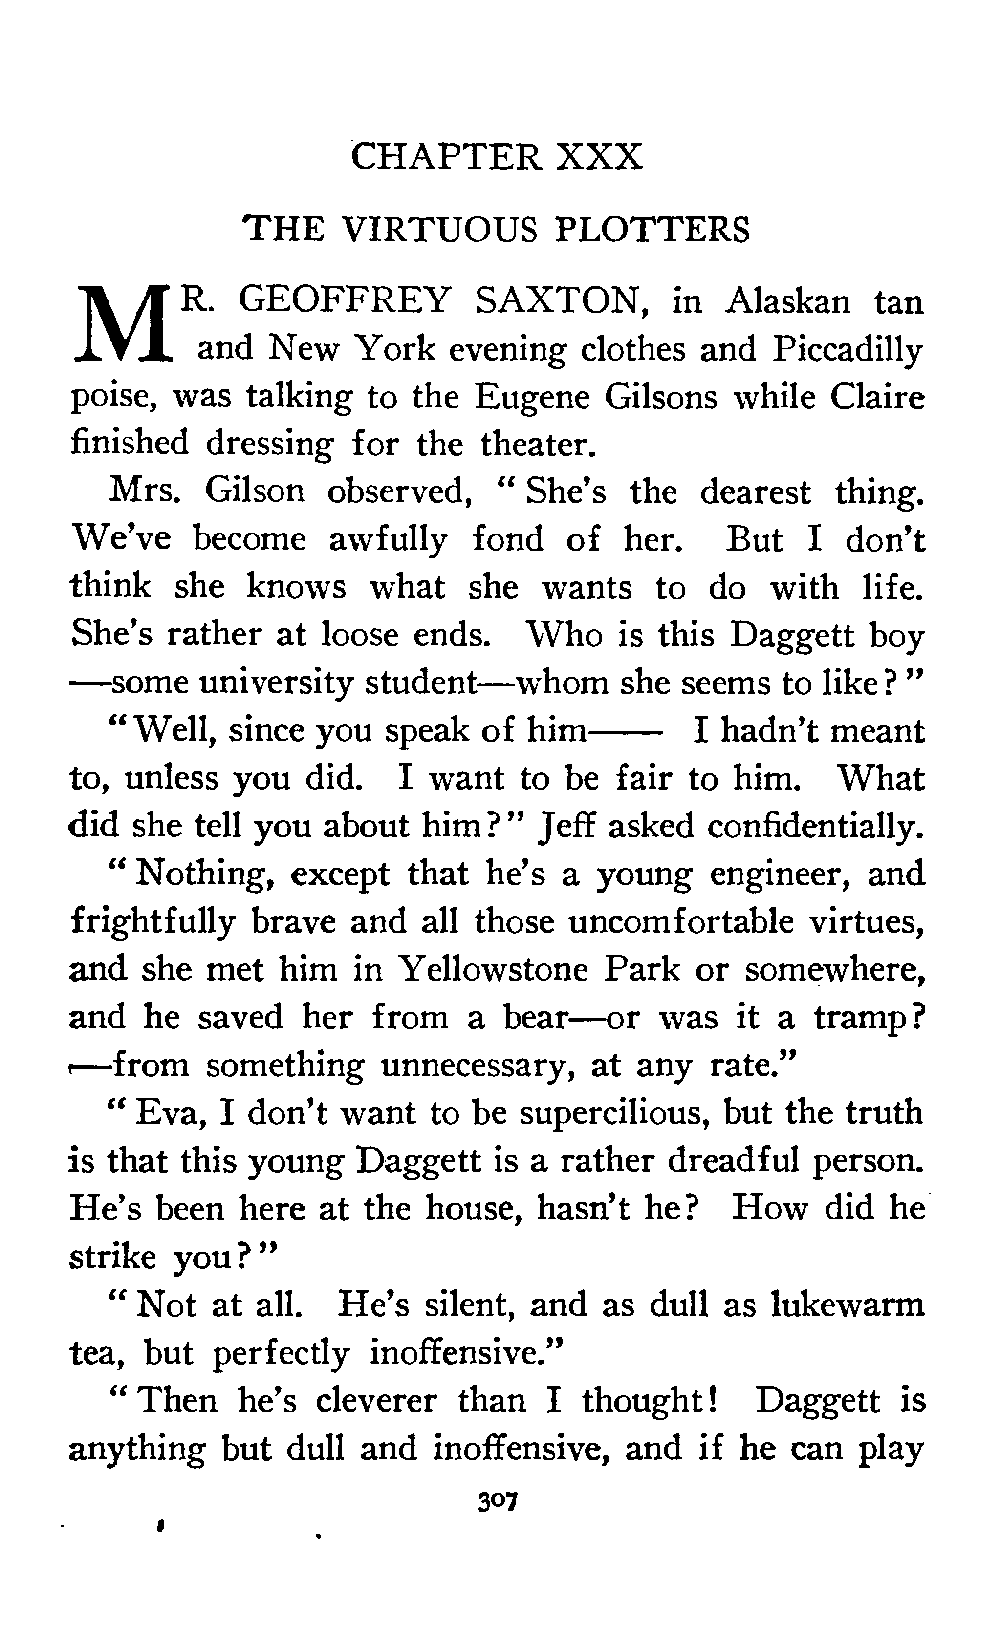 CHAPTER XXX
THE VIRTUOUS PLOTTERS
MR. GEOFFREY SAXTON, in Alaskan tan
and New York evening clothes and Piccadilly
poise, was talking to the Eugene Gilsons while Claire
finished dressing for the theater.
Mrs. Gilson observed, “ She’s the dearest thing.
We’ve become awfully fond of her. But I don’t
think she knows what she wants to do with life.
She’s rather at loose ends. Who is this Daggett boy
—some university student—whom she seems to like? ”
“ Well, since you speak of him—— I hadn’t meant
to, unless you did. I want to be fair to him. What
did she tell you about him? ” Jeff asked confidentially.
“ Nothing, except that he’s a young engineer, and
frightfully brave and all those uncomfortable virtues,
and she met him in Yellowstone Park or somewhere,
and he saved her from a bear—or was it a tramp?
—from something unnecessary, at any rate.”
“ Eva, I don’t want to be supercilious, but the truth
is that this young Daggett is a rather dreadful person.
He’s been here at the house, hasn’t he? How did he
strike you? ”
“ Not at all. He’s silent, and as dull as lukewarm
tea, but perfectly inoffensive.”
“ Then he’s cleverer than I thought! Daggett is
anything but dull and inoffensive, and if he can play
307